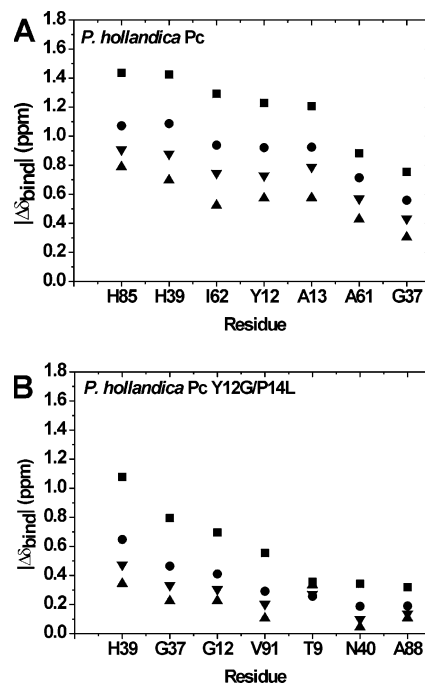 A
P. hollandica Pc
|Δδbind| (ppm)
1.8
1.6
1.4
1.2
1.0
0.8
0.6
0.4
0.2
0.0
H85 H39 I62 Y12 A13 A61 G37
Residue
B
P. hollandica Pc Y12G/P14L
|Δδbind| (ppm)
1.8
1.6
1.4
1.2
1.0
0.8
0.6
0.4
0.2
0.0
H39 G37 G12 V91 T9 N40 A88
Residue